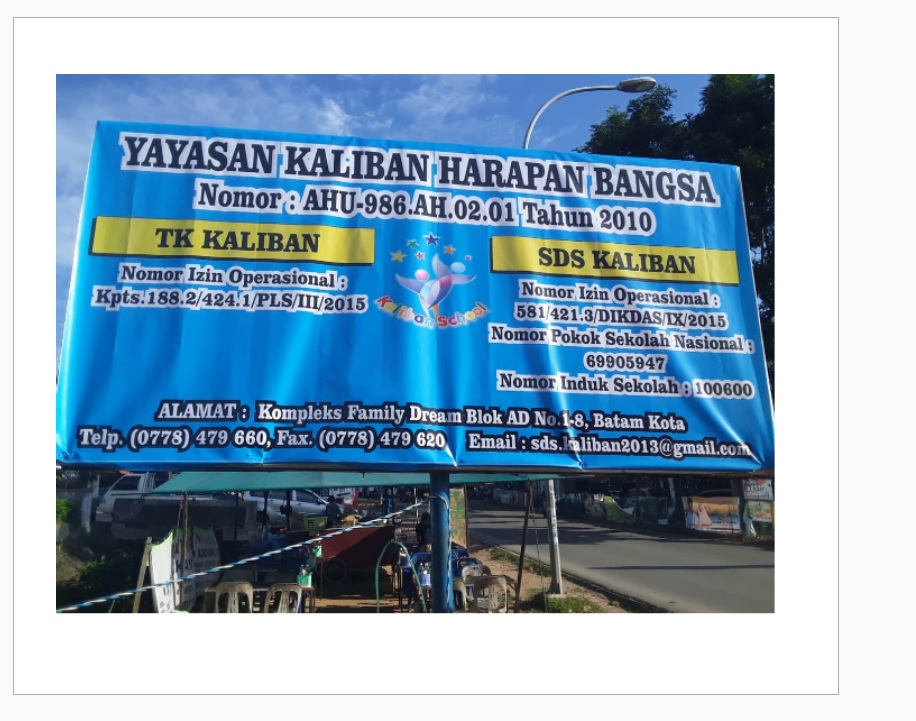 YAYASAN KALIBAN HARAPAN BANGSA
Nomor : AHU-986.AH.02.01 Tahun 2010
TK KALIBAN
Nomor Izin Operasional :
Kpts.188.2/424.1/PLS/III/2015
Kaliban School
SDS KALIBAN
Nomor Izin Operasional :
581/421.3/DIKDAS/IX/2015
Nomor Pokok Sekolah Nasional :
69905947
Nomor Induk Sekolah : 100600
ALAMAT : Kompleks Family Dream Blok AD No.1-8, Batam Kota
Telp. (0778) 479 660, Fax. (0778) 479 620 Email : sds.kaliban2013@gmail.com